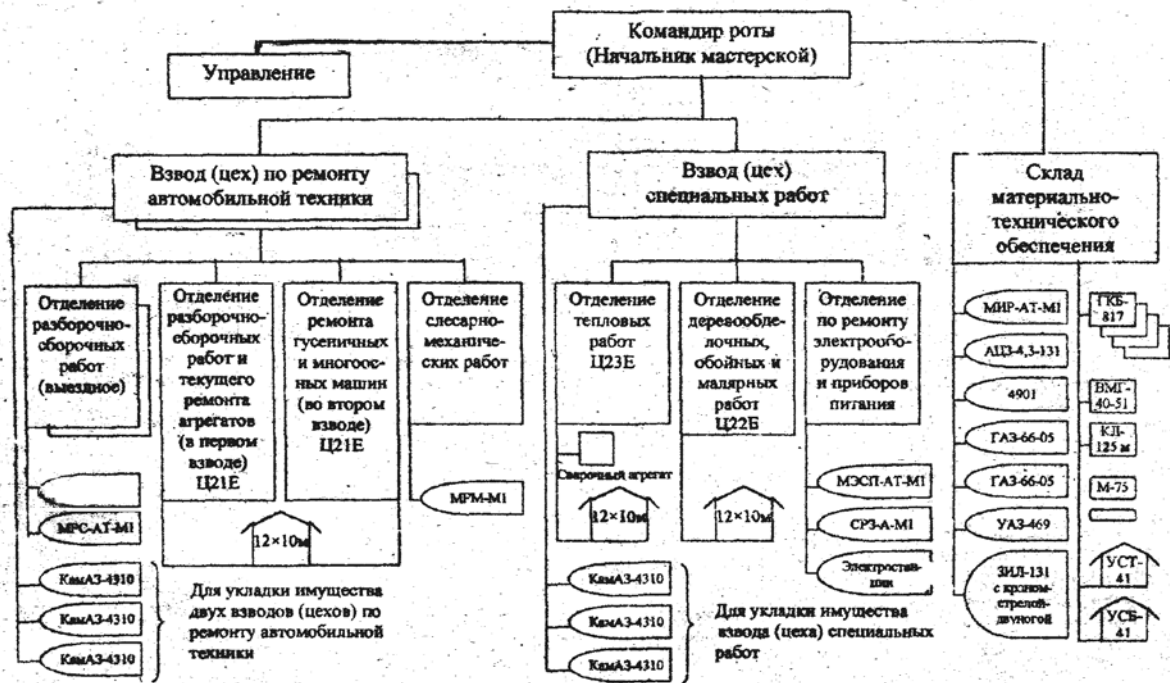 Командир роты
(Начальник мастерской)
Управление
Взвод (цех) по ремонту
автомобильной техники
Взвод (цех)
специальных работ
Склад
материально-
технического
обеспечения
Отделение
разборочно-
сборочных
работ
(выездное)
МРС-АТ-М1
Отделение
разборочно-
сборочных
работ и
текущего
ремонта
агрегатов
(в первом
взводе)
Ц21Е
Отделение
ремонта
гусеничных
и многоос-
ных машин
(во втором
взводе)
Ц21Е
12×10м
Отделение
слесарно-
механичес-
ких работ
МРМ-М1
КамАЗ-4310
КамАЗ-4310
КамАЗ-4310
Для укладки имущества
двух взводов (цехов) по
ремонту автомобильной
техники
Отделение
тепловых
работ
Ц23Е
Сварочный агрегат
12×10м
Отделение
деревообде-
лочных,
обойных и
малярных
работ
Ц22Б
12×10м
Отделение
по ремонту
электрообо-
рудования
и приборов
питания
МЭСП-АТ-М1
СРЗ-А-М1
Электростан-
ция
КамАЗ-4310
КамАЗ-4310
КамАЗ-4310
Для укладки имущества
взвода (цеха) специальных
работ
МИР-АТ-М1
АЦЗ-4,3-131
4901
ГАЗ-66-05
ГАЗ-66-05
УАЗ-469
ЗИЛ-131
с краном-
стрелой-
двуногой
ГКБ-
817
ВМГ-
40-51
КЛ-
125 м
М-75
УСТ-
41
УСБ-
41